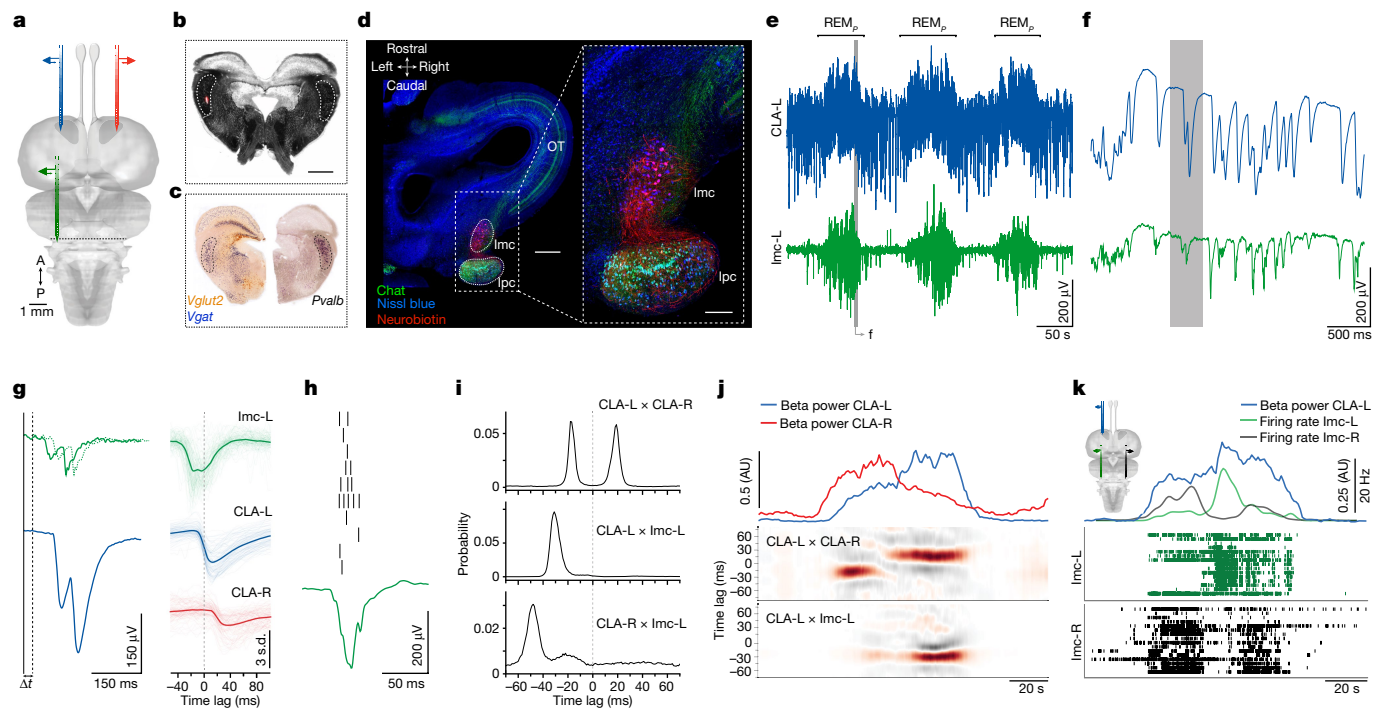 a
A
P
1 mm
b
c
Vglut2
Vgat
Pvalb
d
Rostral
Left
Right
Caudal
OT
Imc
Ipc
Chat
Nissl blue
Neurobiotin
Imc
Ipc
e
REMP
REMP
REMP
CLA-L
Imc-L
f
200 µV
50 s
f
200 µV
500 ms
g
Imc-L
CLA-L
CLA-R
150 µV
Δt
150 ms
3 s.d.
−40 0 40 80
Time lag (ms)
h
200 µV
50 ms
i
CLA-L × CLA-R
0.05
0
CLA-L × Imc-L
0.05
0
CLA-R × Imc-L
0.02
0
Probability
−60 −40 −20 0 20 40 60
Time lag (ms)
j
Beta power CLA-L
Beta power CLA-R
0.5 (AU)
CLA-L × CLA-R
60
30
0
−30
−60
CLA-L × Imc-L
60
30
0
−30
−60
Time lag (ms)
20 s
k
Beta power CLA-L
Firing rate Imc-L
Firing rate Imc-R
0.25 (AU)
20 Hz
Imc-L
Imc-R
20 s